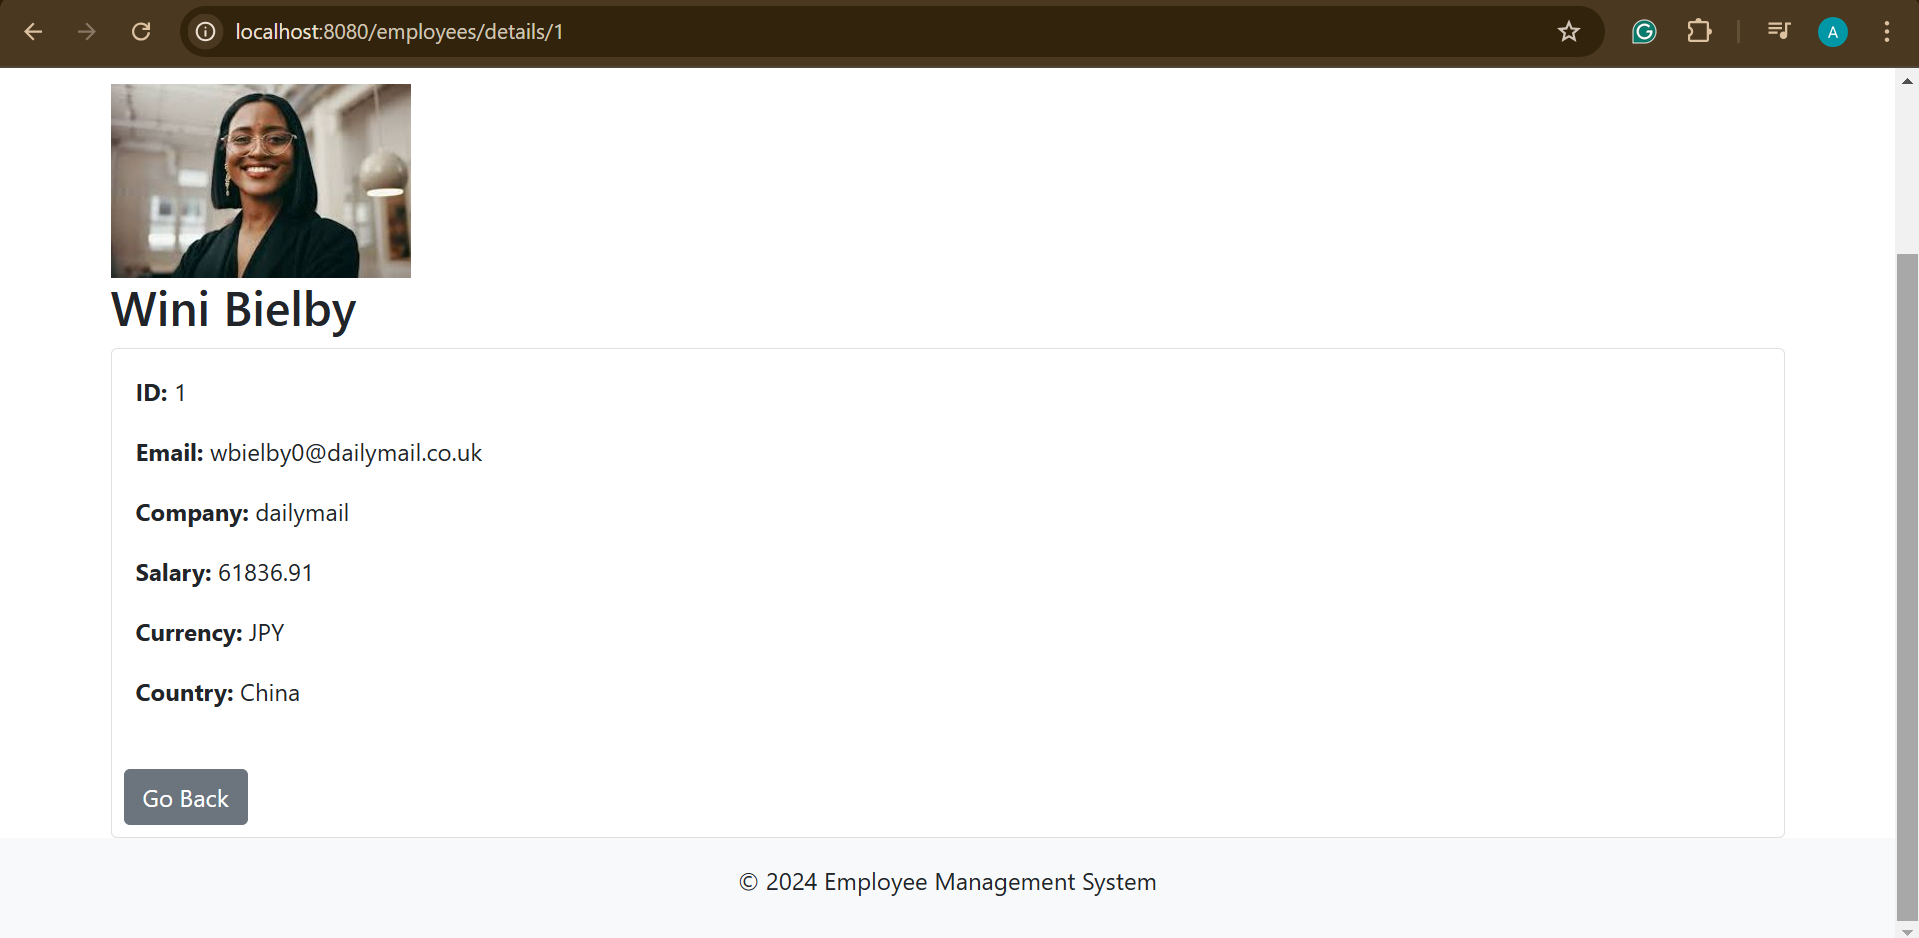 localhost:8080/employees/details/1
A
Wini Bielby
ID: 1
Email: wbielby0@dailymail.co.uk
Company: dailymail
Salary: 61836.91
Currency: JPY
Country: China
Go Back
© 2024 Employee Management System